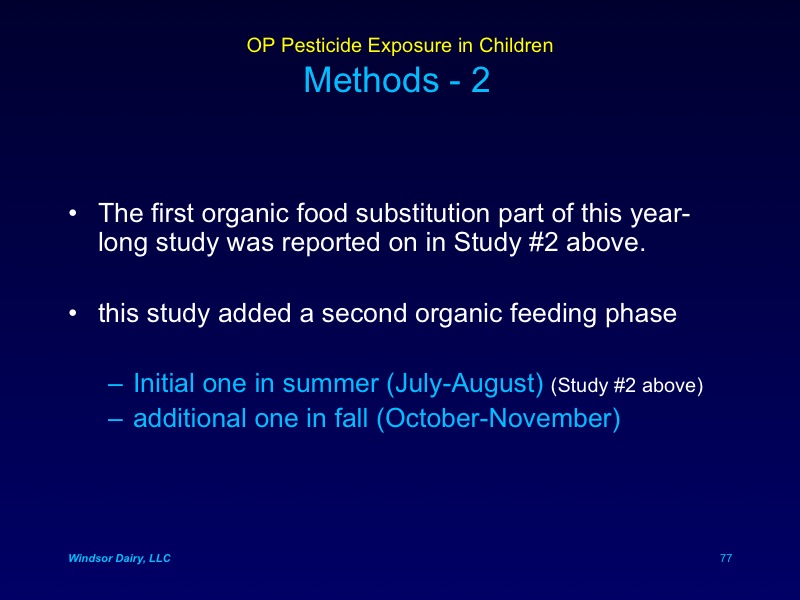 OP Pesticide Exposure in Children
Methods - 2
• The first organic food substitution part of this year-
long study was reported on in Study #2 above.
• this study added a second organic feeding phase
– Initial one in summer (July-August) (Study #2 above)
– additional one in fall (October-November)
Windsor Dairy, LLC
77